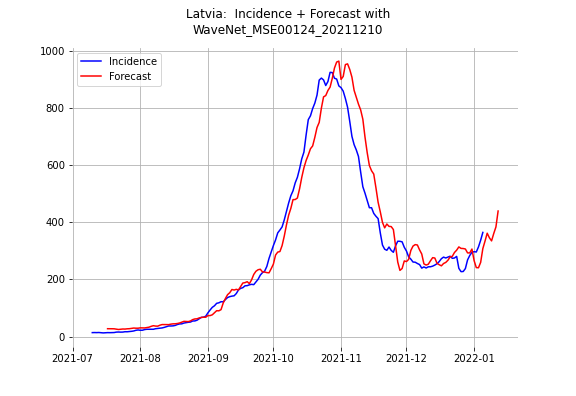 Latvia:  Incidence + Forecast with
WaveNet_MSE00124_20211210
Incidence
Forecast
1000
800
600
400
200
0
2021-07 2021-08 2021-09 2021-10 2021-11 2021-12 2022-01